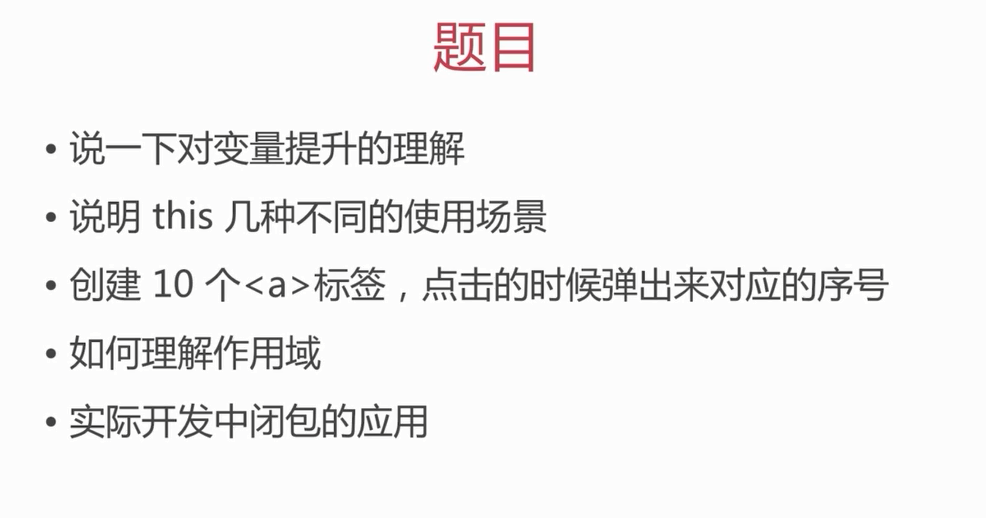 题目
• 说一下对变量提升的理解
• 说明 this 几种不同的使用场景
• 创建 10 个<a>标签，点击的时候弹出来对应的序号
• 如何理解作用域
• 实际开发中闭包的应用